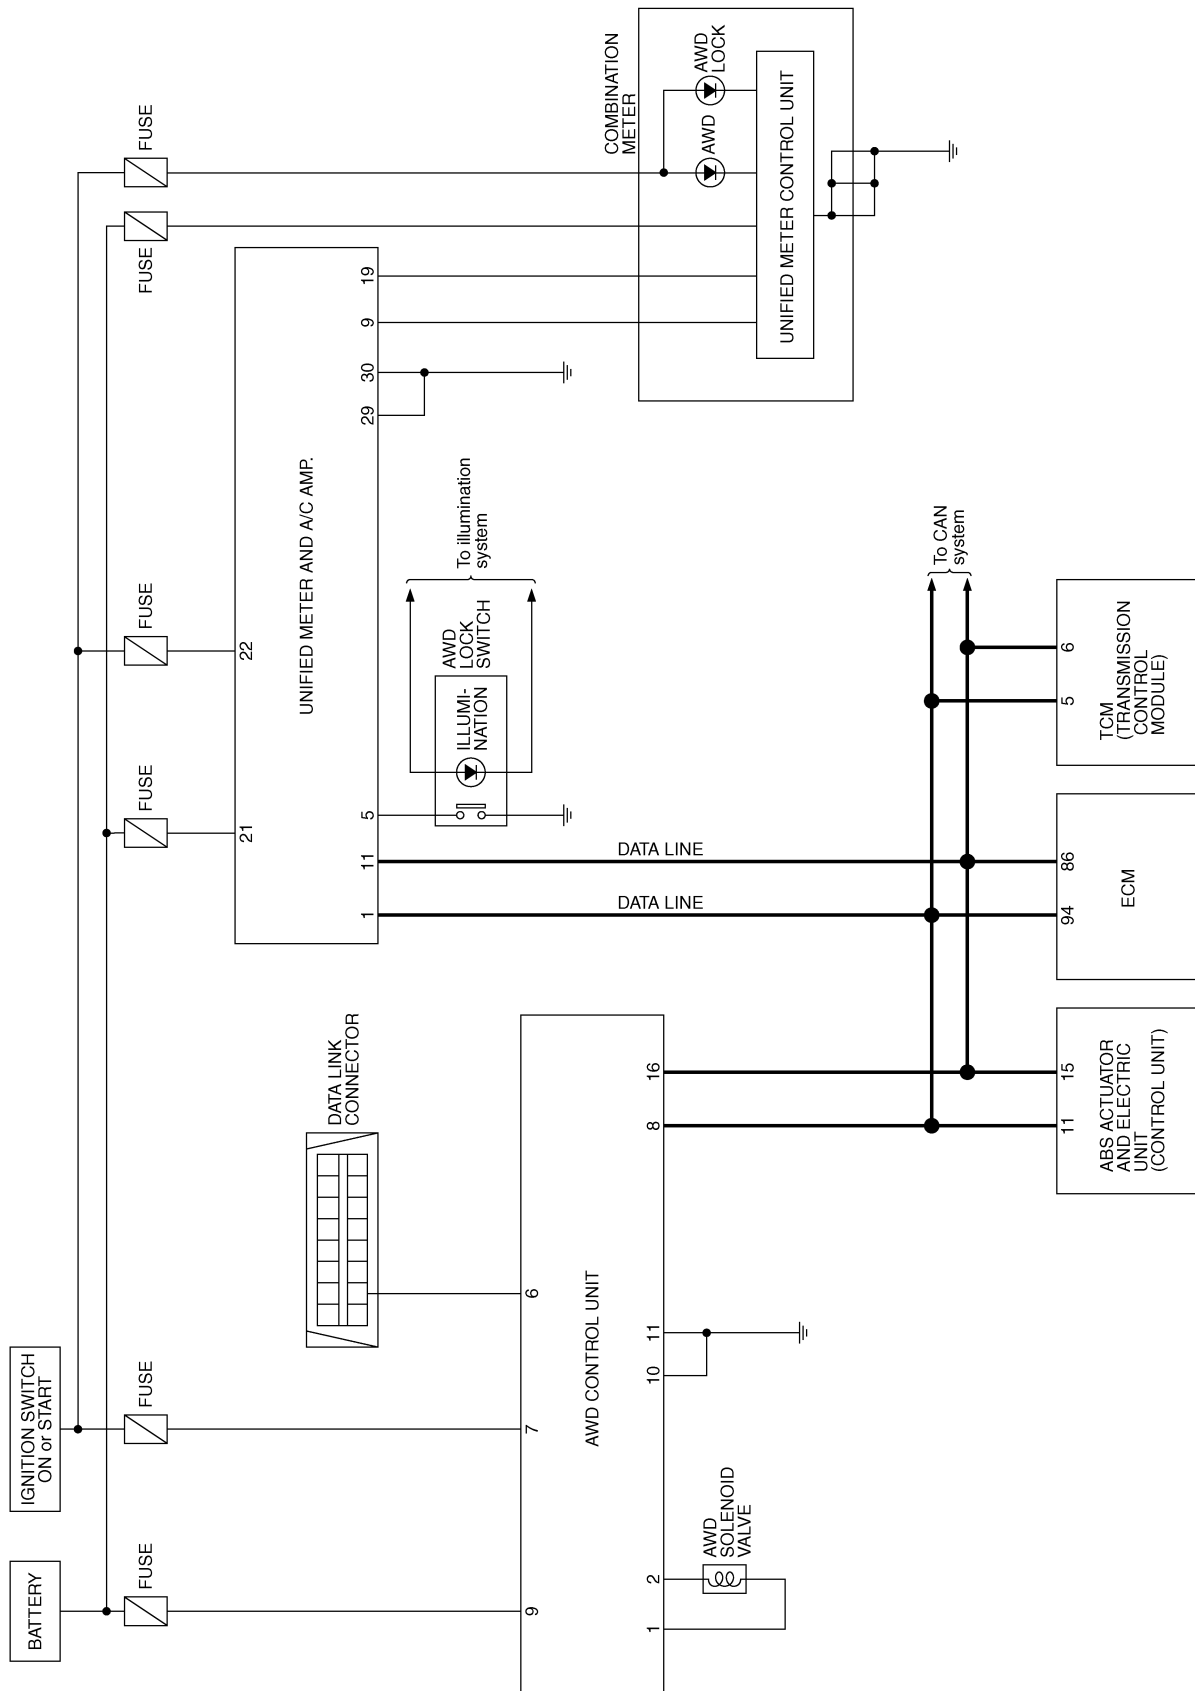 BATTERY
IGNITION SWITCH
ON or START
FUSE
FUSE
FUSE
FUSE
FUSE
FUSE
9
7
6
AWD CONTROL UNIT
1
2
10
11
8
16
AWD
SOLENOID
VALVE
DATA LINK
CONNECTOR
21
22
UNIFIED METER AND A/C AMP.
1
11
5
29
30
9
19
AWD
LOCK
SWITCH
ILLUMI-
NATION
To illumination
system
DATA LINE
DATA LINE
COMBINATION
METER
AWD
AWD
LOCK
UNIFIED METER CONTROL UNIT
To CAN
system
11
15
ABS ACTUATOR
AND ELECTRIC
UNIT
(CONTROL UNIT)
94
86
ECM
5
6
TCM
(TRANSMISSION
CONTROL
MODULE)